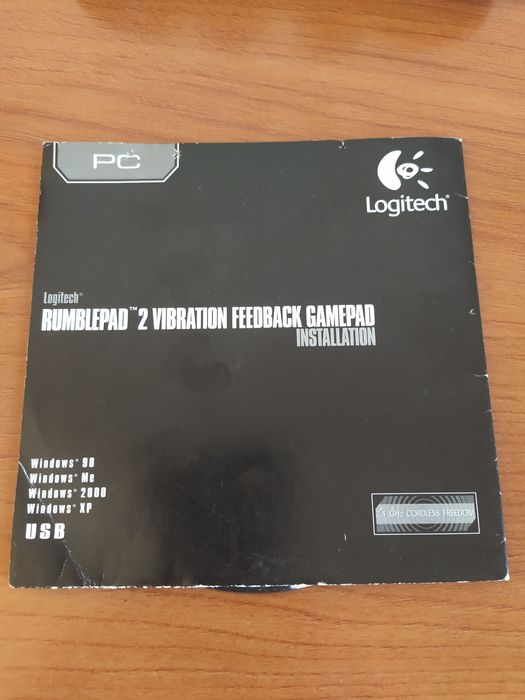 PC
Logitech®
Logitech®
RUMBLEPAD™ 2 VIBRATION FEEDBACK GAMEPAD
INSTALLATION
Windows® 98
Windows® Me
Windows® 2000
Windows® XP
USB
2.4 GHz CORDLESS FREEDOM